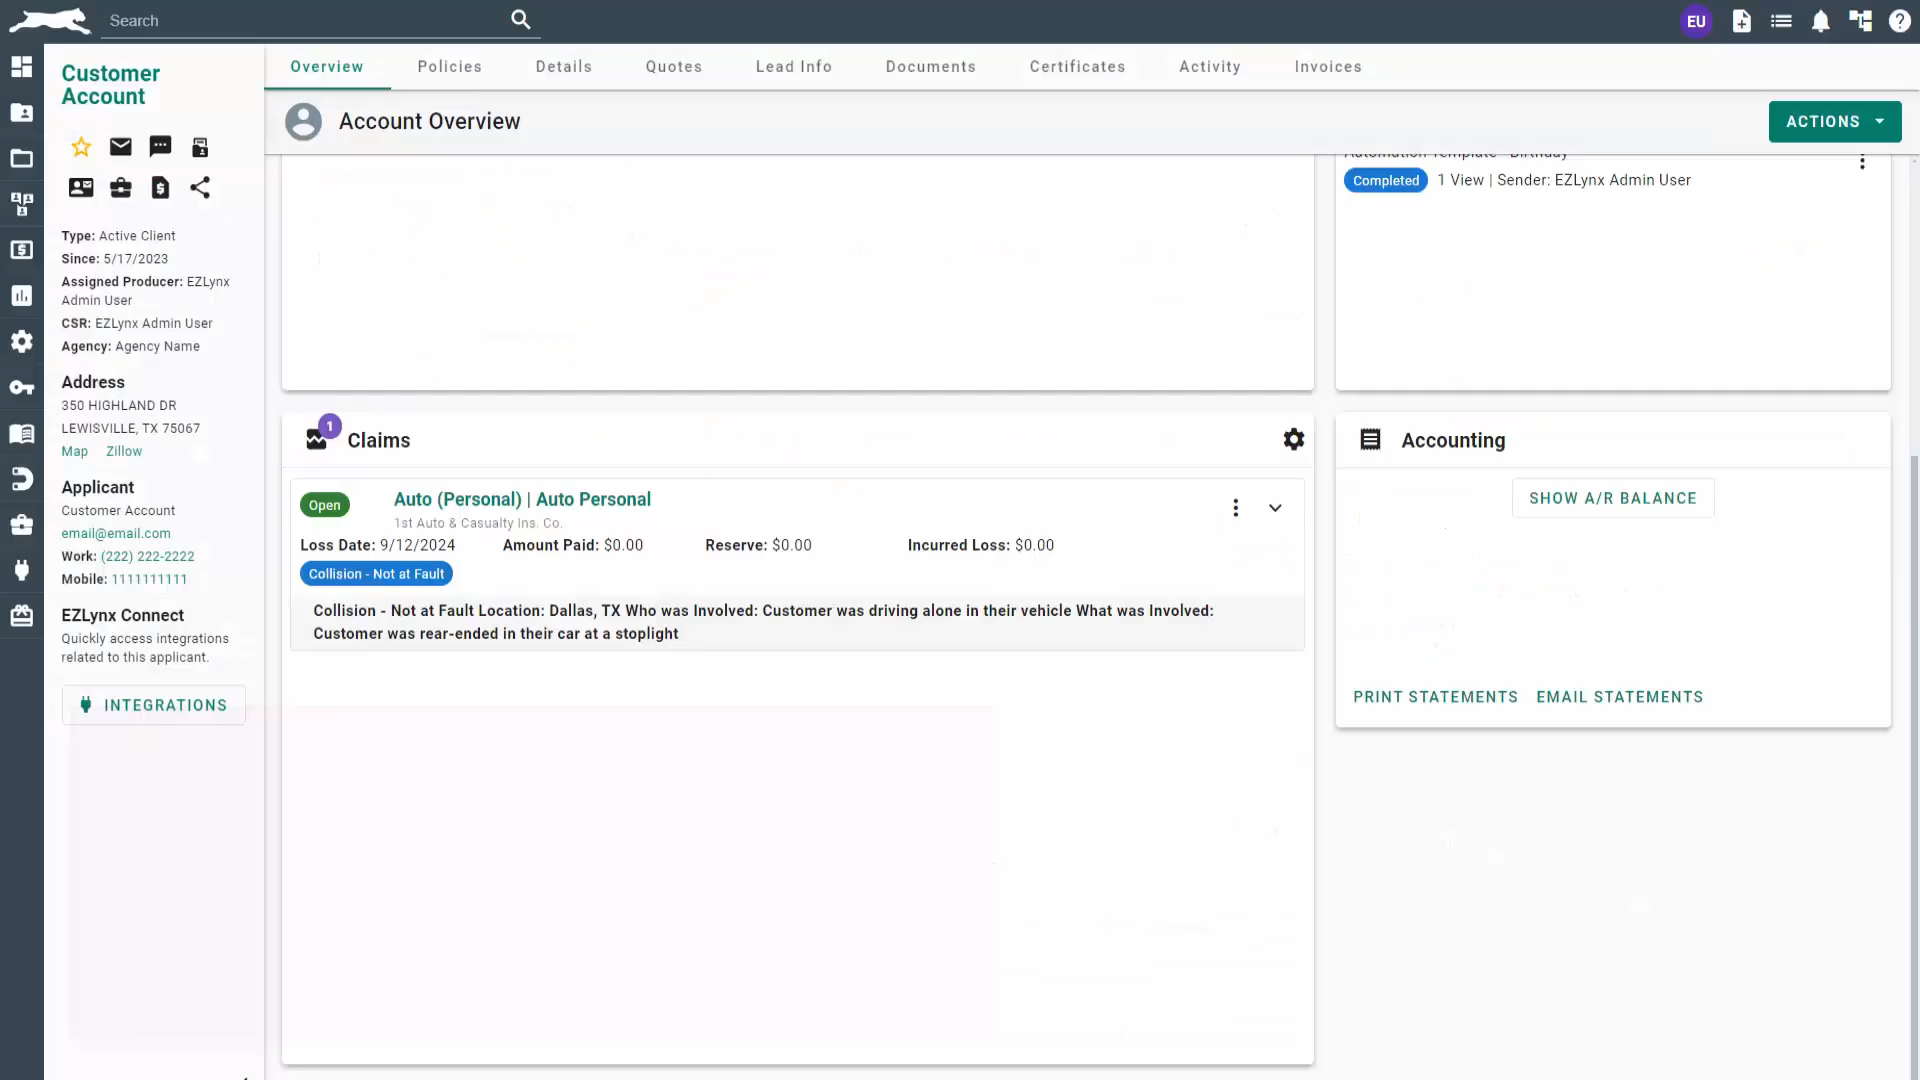 Search
EU
Customer
Account
Type: Active Client
Since: 5/17/2023
Assigned Producer: EZLynx
Admin User
CSR: EZLynx Admin User
Agency: Agency Name
Address
350 HIGHLAND DR
LEWISVILLE, TX 75067
Map Zillow
Applicant
Customer Account
email@email.com
Work: (222) 222-2222
Mobile: 1111111111
EZLynx Connect
Quickly access integrations
related to this applicant.
INTEGRATIONS
Overview Policies Details Quotes Lead Info Documents Certificates Activity Invoices
Account Overview
ACTIONS
Automation Template - Birthday
Completed 1 View | Sender: EZLynx Admin User
1
Claims
Open Auto (Personal) | Auto Personal
1st Auto & Casualty Ins. Co.
Loss Date: 9/12/2024 Amount Paid: $0.00 Reserve: $0.00 Incurred Loss: $0.00
Collision - Not at Fault
Collision - Not at Fault Location: Dallas, TX Who was Involved: Customer was driving alone in their vehicle What was Involved:
Customer was rear-ended in their car at a stoplight
Accounting
SHOW A/R BALANCE
PRINT STATEMENTS EMAIL STATEMENTS